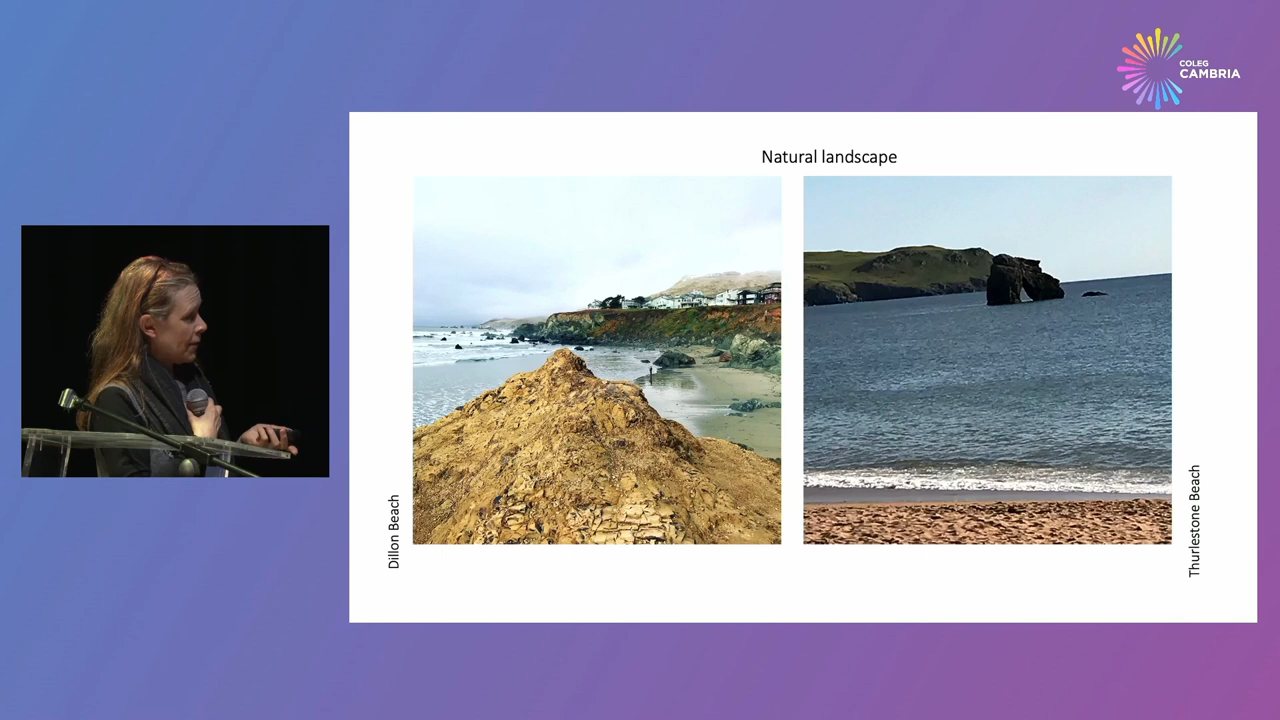 COLEG
CAMBRIA
Natural landscape
Dillon Beach
Thurlestone Beach